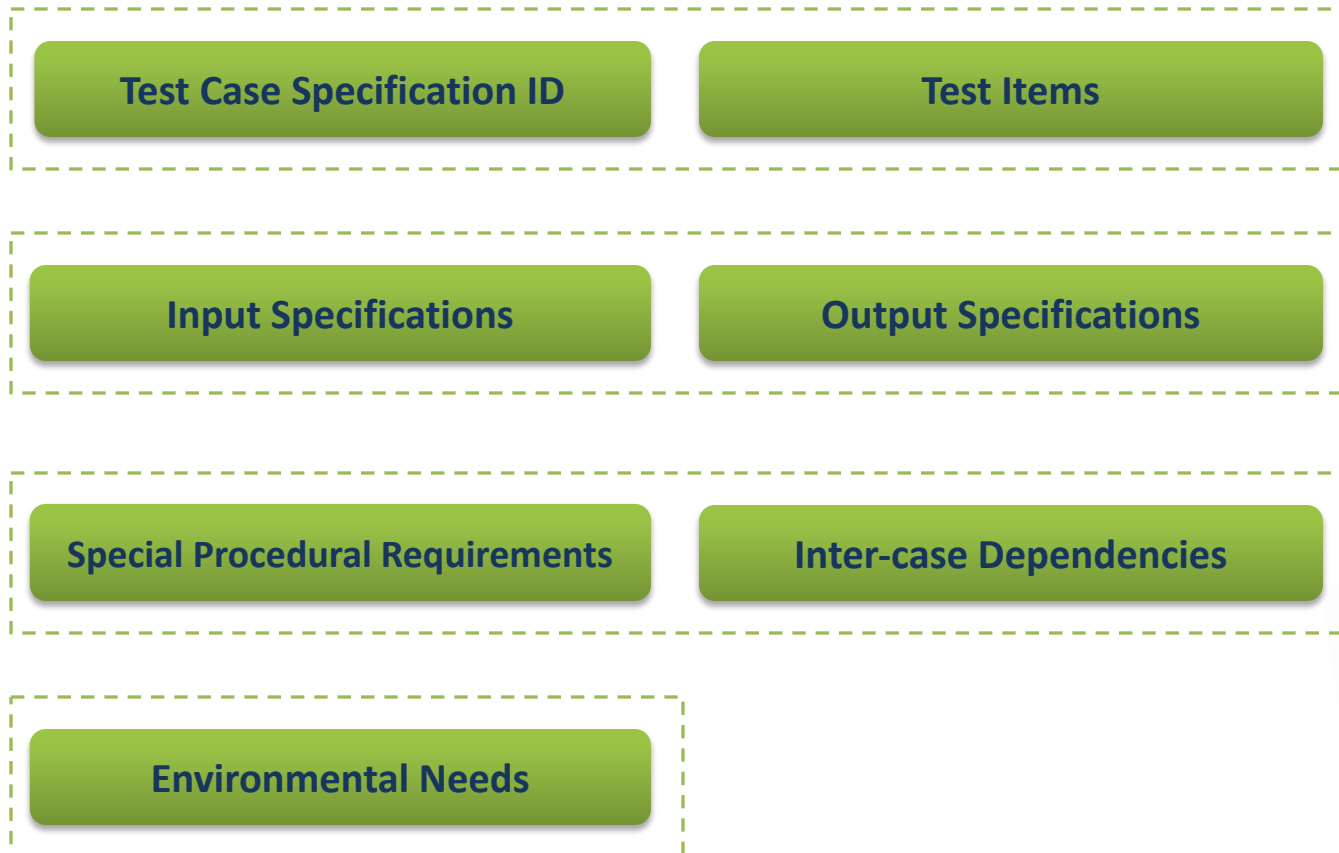 Test Case Specification ID
Test Items
Input Specifications
Output Specifications
Special Procedural Requirements
Inter-case Dependencies
Environmental Needs